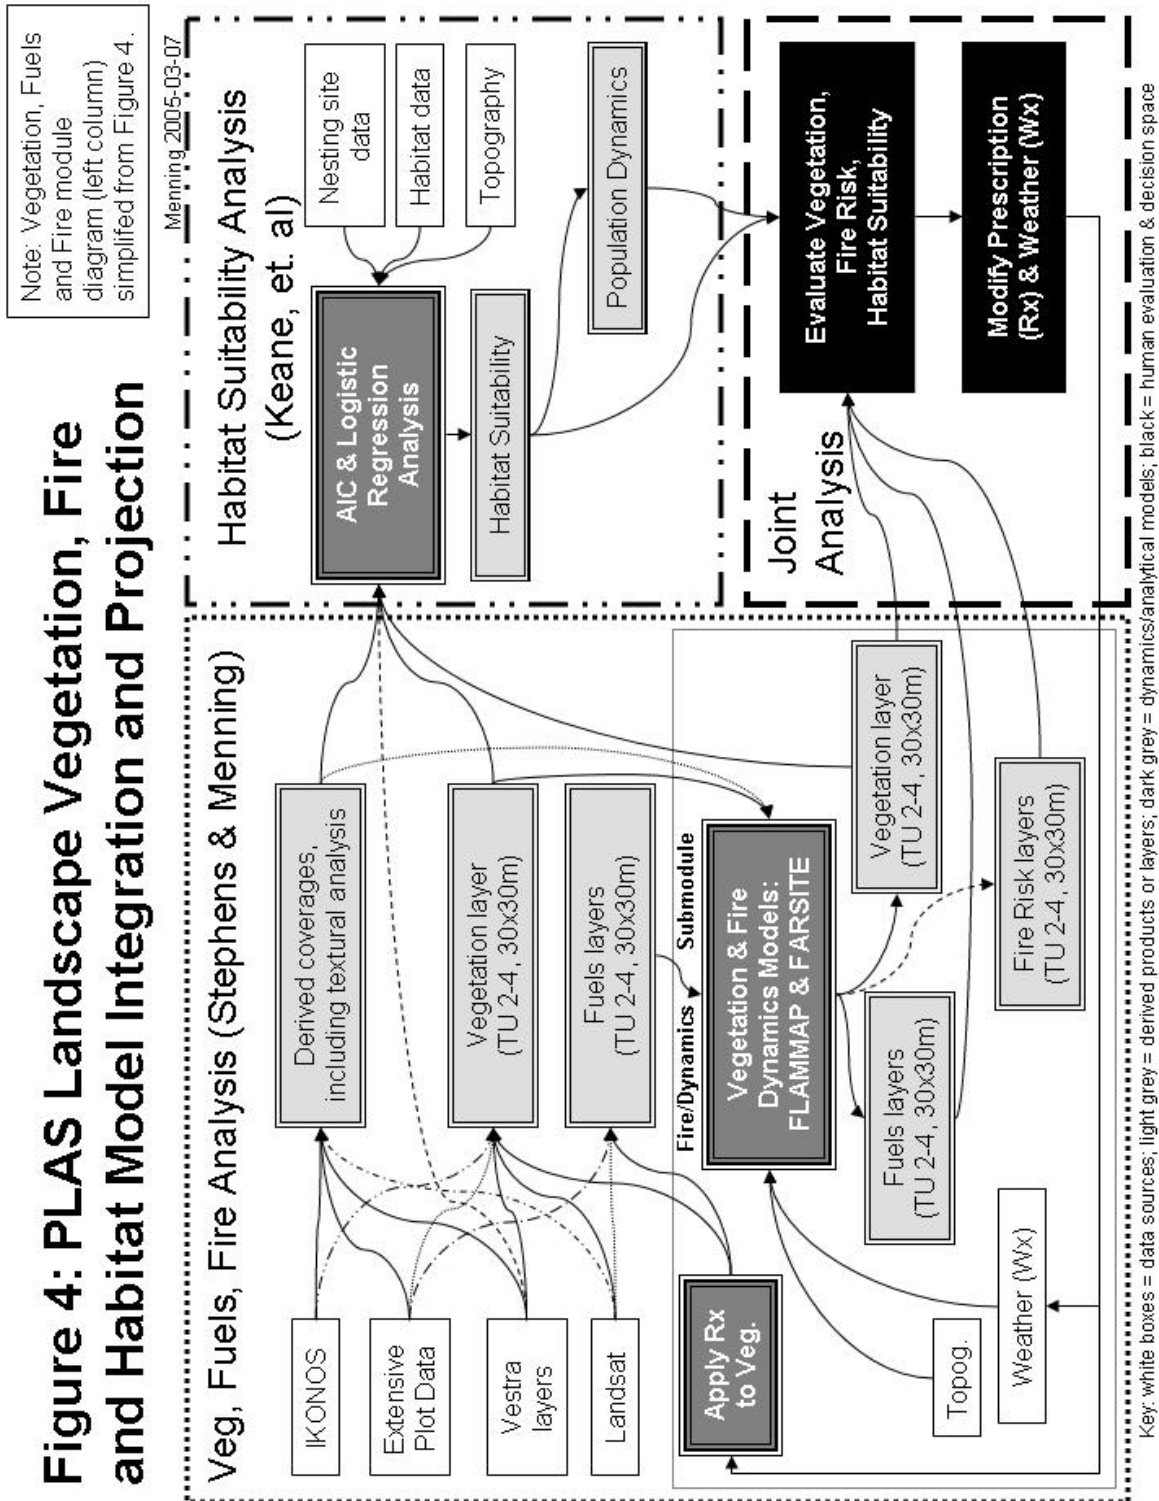 Figure 4: PLAS Landscape Vegetation, Fire
and Habitat Model Integration and Projection
Note: Vegetation, Fuels
and Fire module
diagram (left column)
simplifed from Figure 4.
Menning 2005-03-07
Veg, Fuels, Fire Analysis (Stephens & Menning)
IKONOS
Extensive
Plot Data
Vestra
layers
Landsat
Derived coverages,
including textural analysis
Vegetation layer
(TU 2-4, 30x30m)
Fuels layers
(TU 2-4, 30x30m)
Fire/Dynamics Submodule
Apply Rx
to Veg.
Vegetation & Fire
Dynamics Models:
FLAMMAP & FARSITE
Topog.
Weather (Wx)
Fuels layers
(TU 2-4, 30x30m)
Vegetation layer
(TU 2-4, 30x30m)
Fire Risk layers
(TU 2-4, 30x30m)
Habitat Suitability Analysis
(Keane, et. al)
AIC & Logistic
Regression
Analysis
Nesting site
data
Habitat data
Topography
Habitat Suitability
Population Dynamics
Joint
Analysis
Evaluate Vegetation,
Fire Risk,
Habitat Suitability
Modify Prescription
(Rx) & Weather (Wx)
Key: white boxes = data sources; light grey = derived products or layers; dark grey = dynamics/analytical models; black = human evaluation & decision space